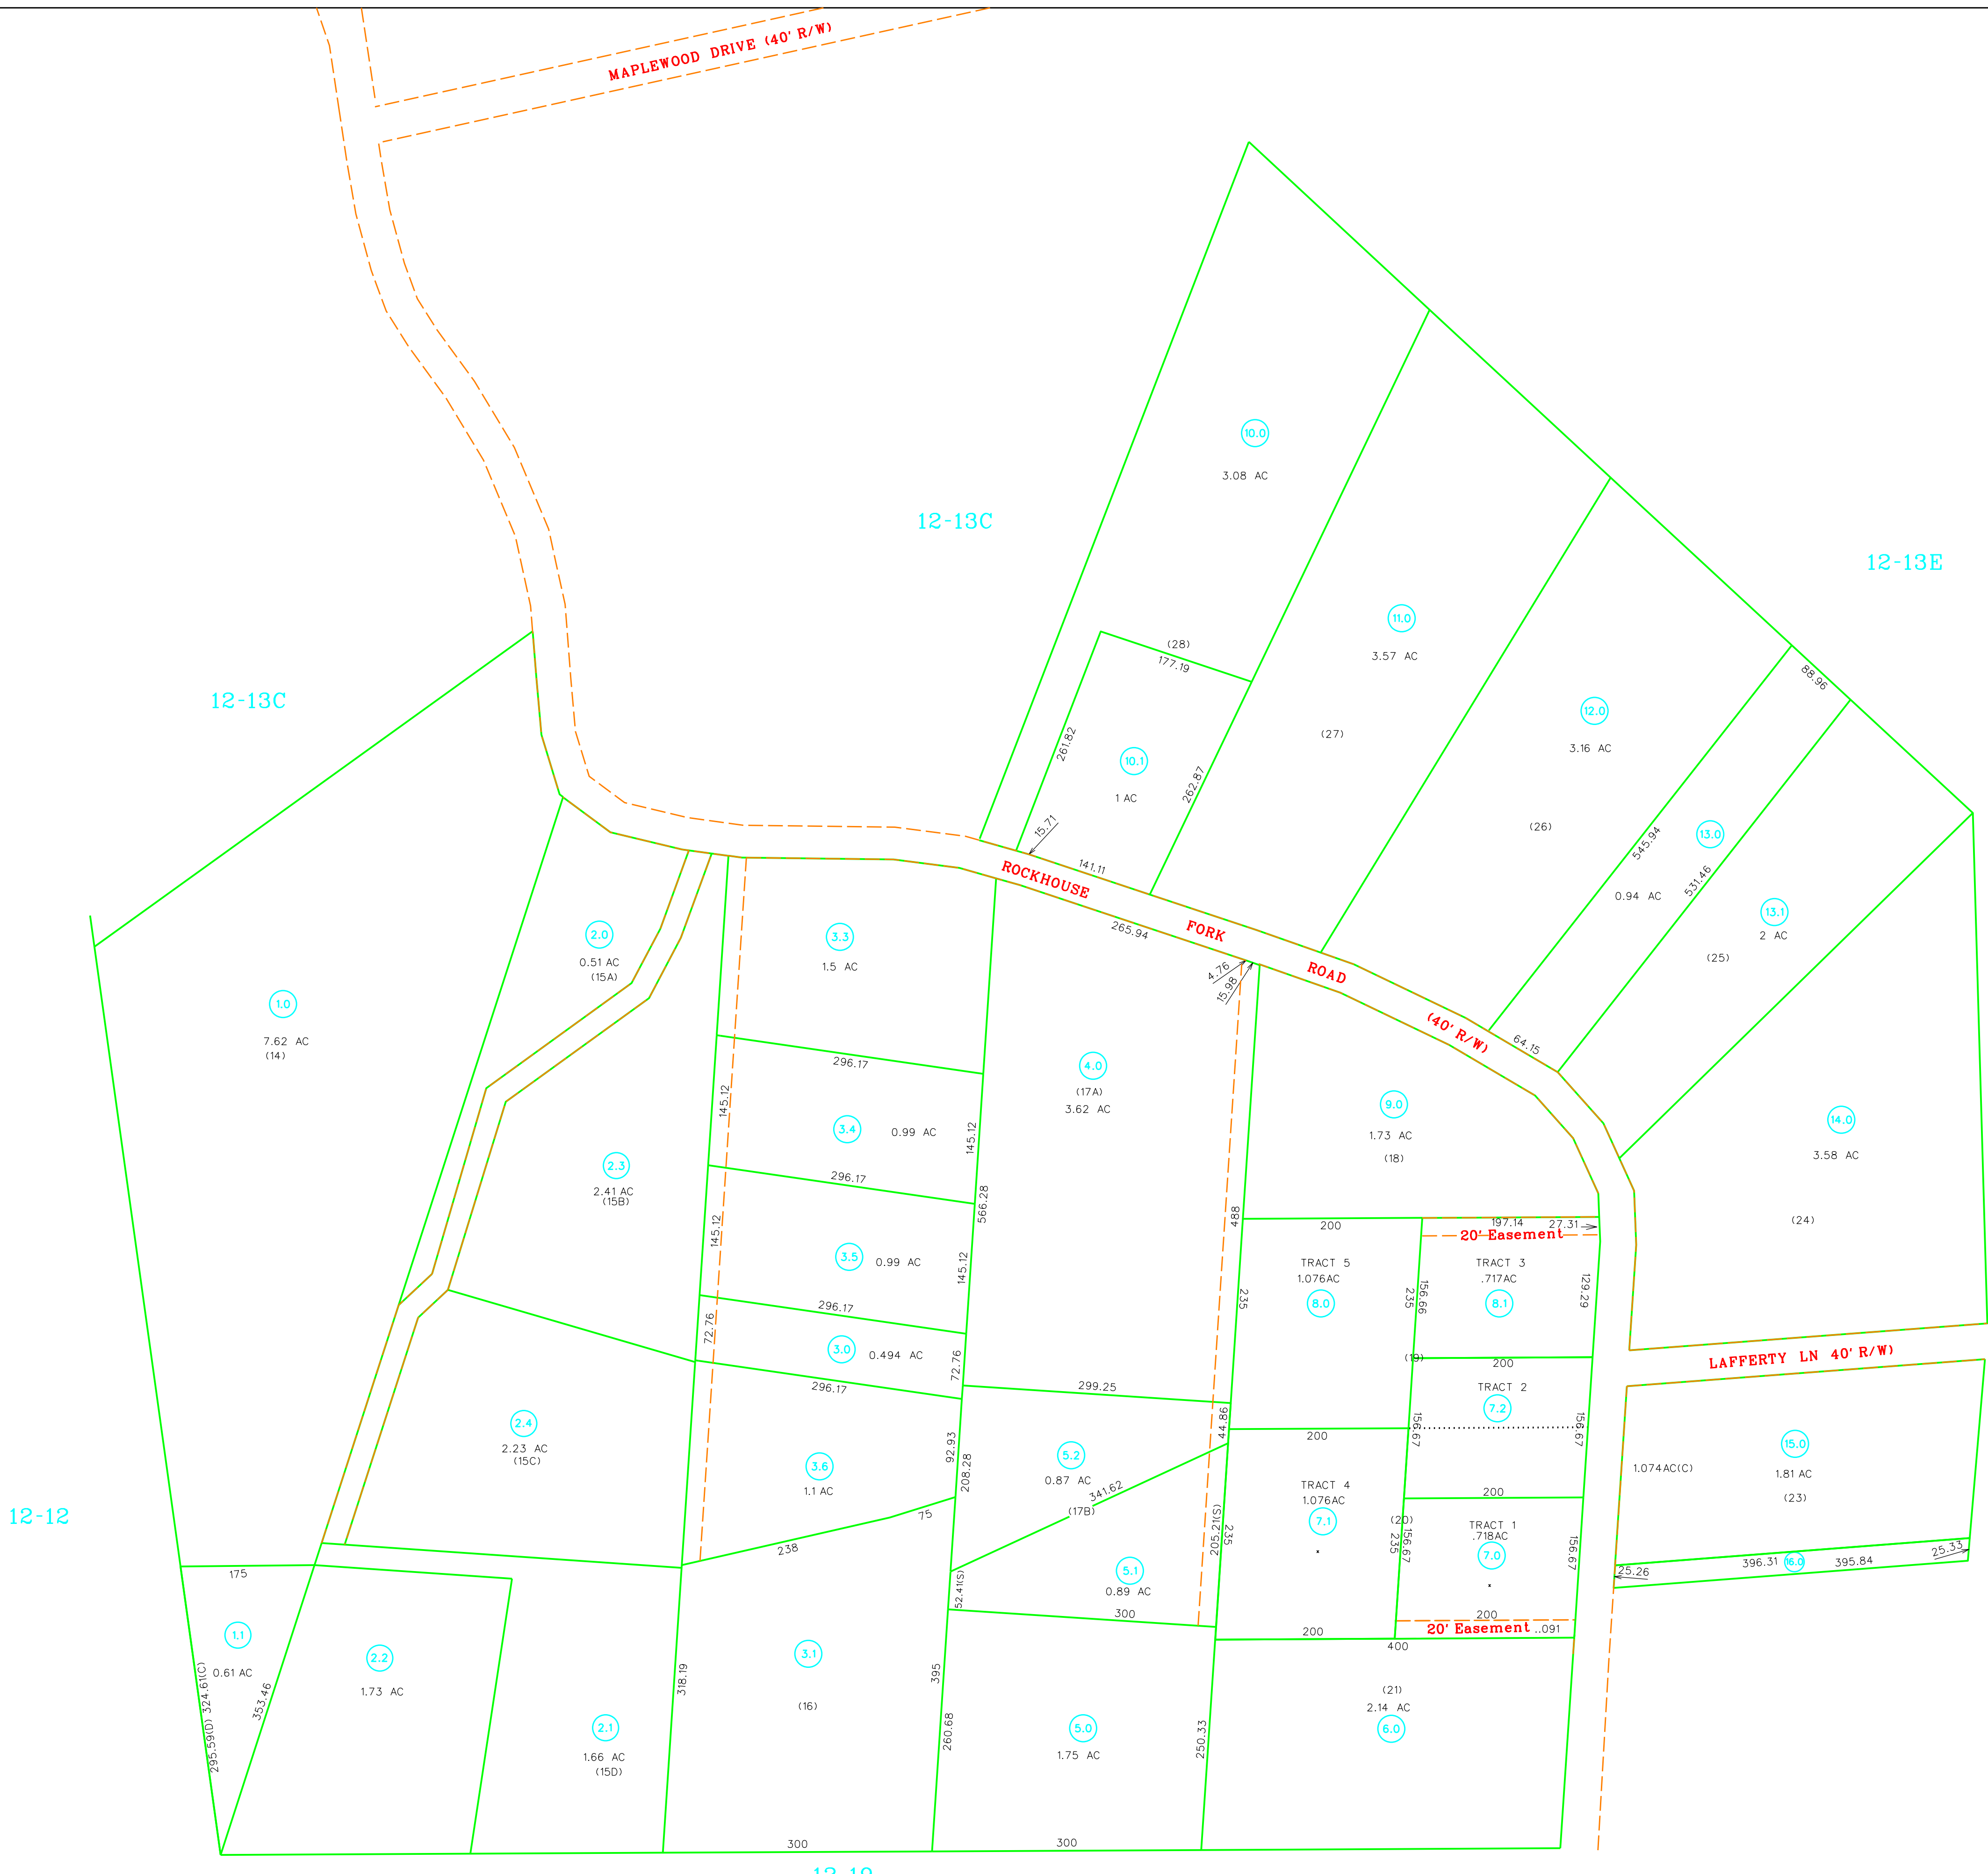 MAPLEWOOD DRIVE (40' R/W)
12-13C
12-13E
12-13C
12-12
10.0
3.08 AC
(28)
177.19
261.82
10.1
1 AC
262.87
15.71
141.11
11.0
3.57 AC
(27)
12.0
3.16 AC
(26)
88.96
545.94
13.0
0.94 AC
531.46
13.1
2 AC
(25)
64.15
14.0
3.58 AC
(24)
ROCKHOUSE FORK ROAD (40' R/W)
265.94
4.76
15.98
1.0
7.62 AC
(14)
2.0
0.51 AC
(15A)
2.3
2.41 AC
(15B)
2.4
2.23 AC
(15C)
3.3
1.5 AC
296.17
145.12
3.4
0.99 AC
145.12
296.17
566.28
145.12
3.5
0.99 AC
145.12
296.17
72.76
3.0
0.494 AC
72.76
296.17
4.0
(17A)
3.62 AC
488
9.0
1.73 AC
(18)
200
197.14
27.31
20' Easement
TRACT 5
1.076AC
8.0
235
235
156.66
TRACT 3
.717AC
8.1
129.29
(19)
200
LAFFERTY LN 40' R/W)
299.25
44.86
TRACT 2
7.2
156.67
156.67
200
200
3.6
1.1 AC
92.93
208.28
75
238
5.2
0.87 AC
341.62
(17B)
205.21(S)
235
TRACT 4
1.076AC
7.1
(20)
235
156.67
TRACT 1
.718AC
7.0
156.67
200
20' Easement
..091
1.074AC(C)
15.0
1.81 AC
(23)
396.31
16.0
395.84
25.33
25.26
5.1
0.89 AC
52.41(S)
300
200
400
175
1.1
0.61 AC
295.59(D) 324.61(C)
353.46
2.2
1.73 AC
2.1
1.66 AC
(15D)
318.19
3.1
(16)
395
260.68
5.0
1.75 AC
250.33
(21)
2.14 AC
6.0
300
300